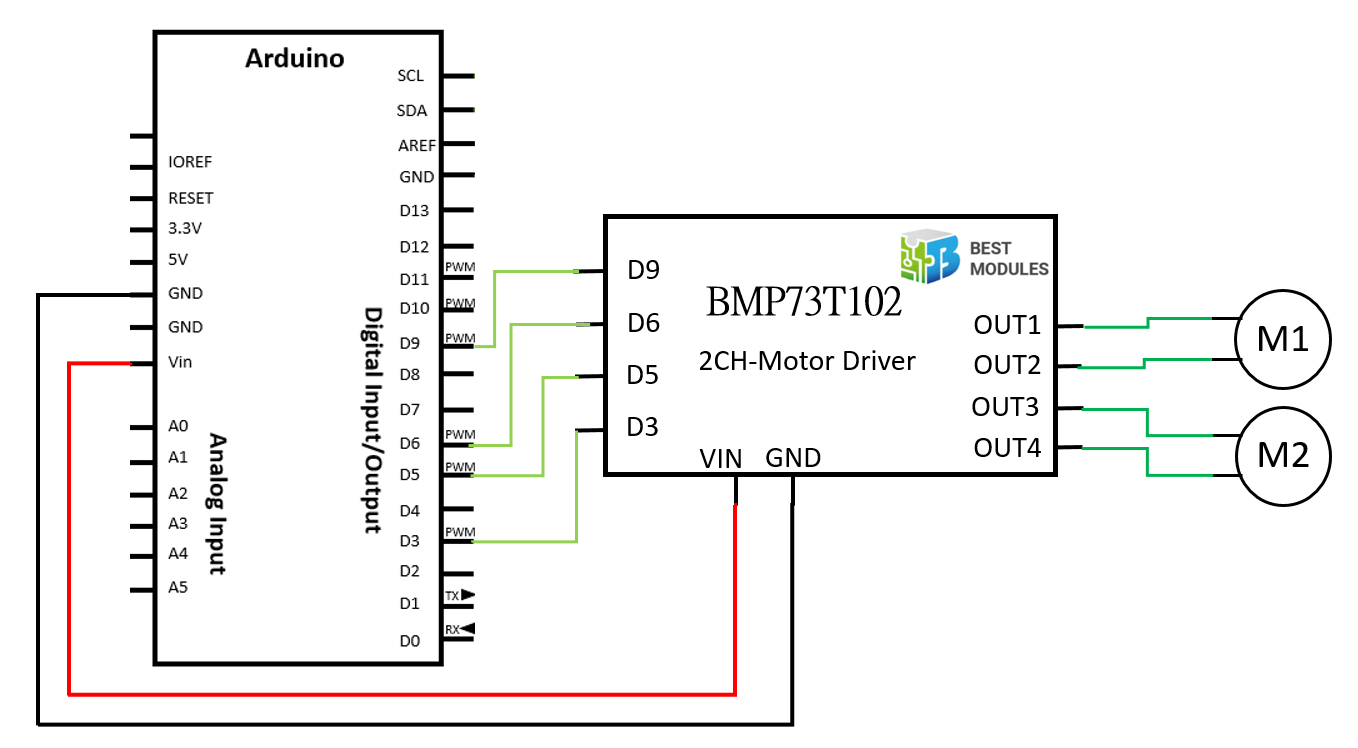 Arduino
IOREF
RESET
3.3V
5V
GND
GND
Vin
A0
A1
A2
A3
A4
A5
Analog Input
Digital Input/Output
SCL
SDA
AREF
GND
D13
D12
D11 PWM
D10 PWM
D9 PWM
D8
D7
D6 PWM
D5 PWM
D4
D3 PWM
D2
D1 TX
D0 RX
D9
D6
D5
D3
BEST
MODULES
BMP73T102
2CH-Motor Driver
VIN GND
OUT1
OUT2
OUT3
OUT4
M1
M2